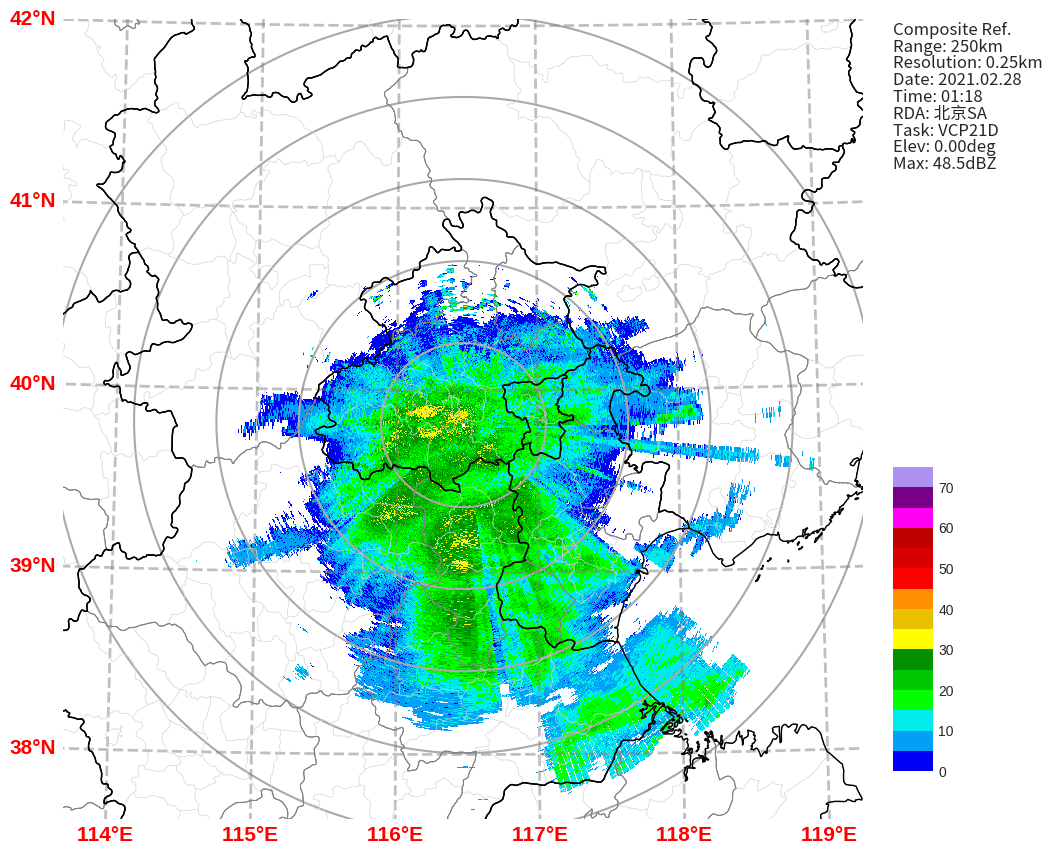 42°N
41°N
40°N
39°N
38°N
114°E
115°E
116°E
117°E
118°E
119°E
Composite Ref.
Range: 250km
Resolution: 0.25km
Date: 2021.02.28
Time: 01:18
RDA: 北京SA
Task: VCP21D
Elev: 0.00deg
Max: 48.5dBZ
70
60
50
40
30
20
10
0